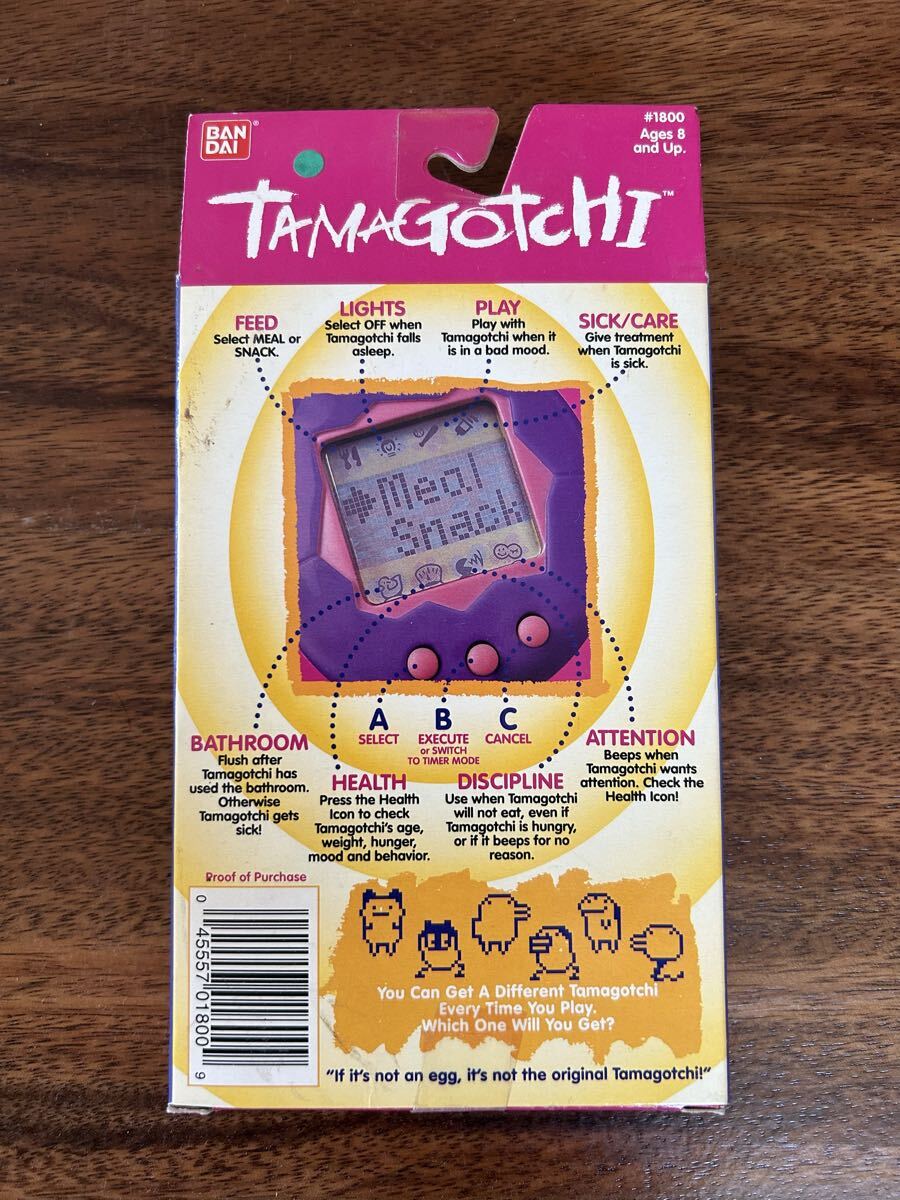 BAN
DAI
#1800
Ages 8
and Up.
TAMAGOTCHI™
FEED
Select MEAL or
SNACK.
LIGHTS
Select OFF when
Tamagotchi falls
asleep.
PLAY
Play with
Tamagotchi when it
is in a bad mood.
SICK/CARE
Give treatment
when Tamagotchi
is sick.
Meal
Snack
A
SELECT
B
EXECUTE
or SWITCH
TO TIMER MODE
C
CANCEL
BATHROOM
Flush after
Tamagotchi has
used the bathroom.
Otherwise
Tamagotchi gets
sick!
HEALTH
Press the Health
Icon to check
Tamagotchi's age,
weight, hunger,
mood and behavior.
DISCIPLINE
Use when Tamagotchi
will not eat, even if
Tamagotchi is hungry,
or if it beeps for no
reason.
ATTENTION
Beeps when
Tamagotchi wants
attention. Check the
Health Icon!
Proof of Purchase
0 45557 01800 9
You Can Get A Different Tamagotchi
Every Time You Play.
Which One Will You Get?
"If it's not an egg, it's not the original Tamagotchi!"